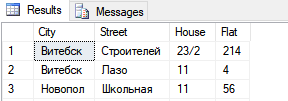 Results Messages
City Street House Flat
1 Витебск Строителей 23/2 214
2 Витебск Лазо 11 4
3 Новопол Школьная 11 56